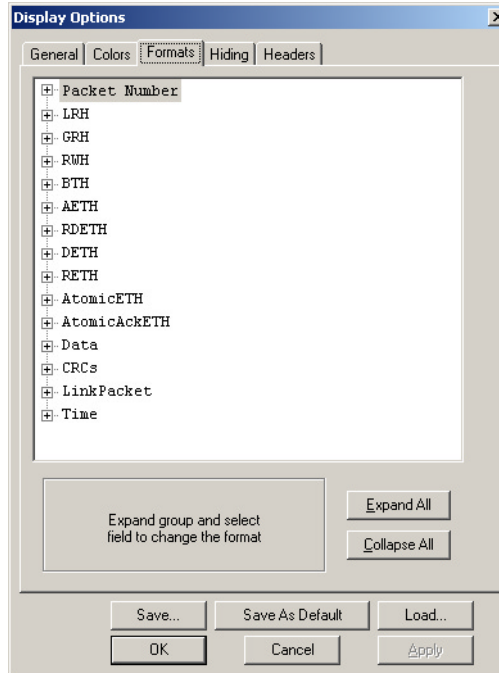 Display Options
General Colors Formats Hiding Headers
Packet Number
LRH
GRH
RWH
BTH
AETH
RDETH
DETH
RETH
AtomicETH
AtomicAckETH
Data
CRCs
LinkPacket
Time
Expand group and select
field to change the format
Expand All
Collapse All
Save... Save As Default Load...
OK Cancel Apply